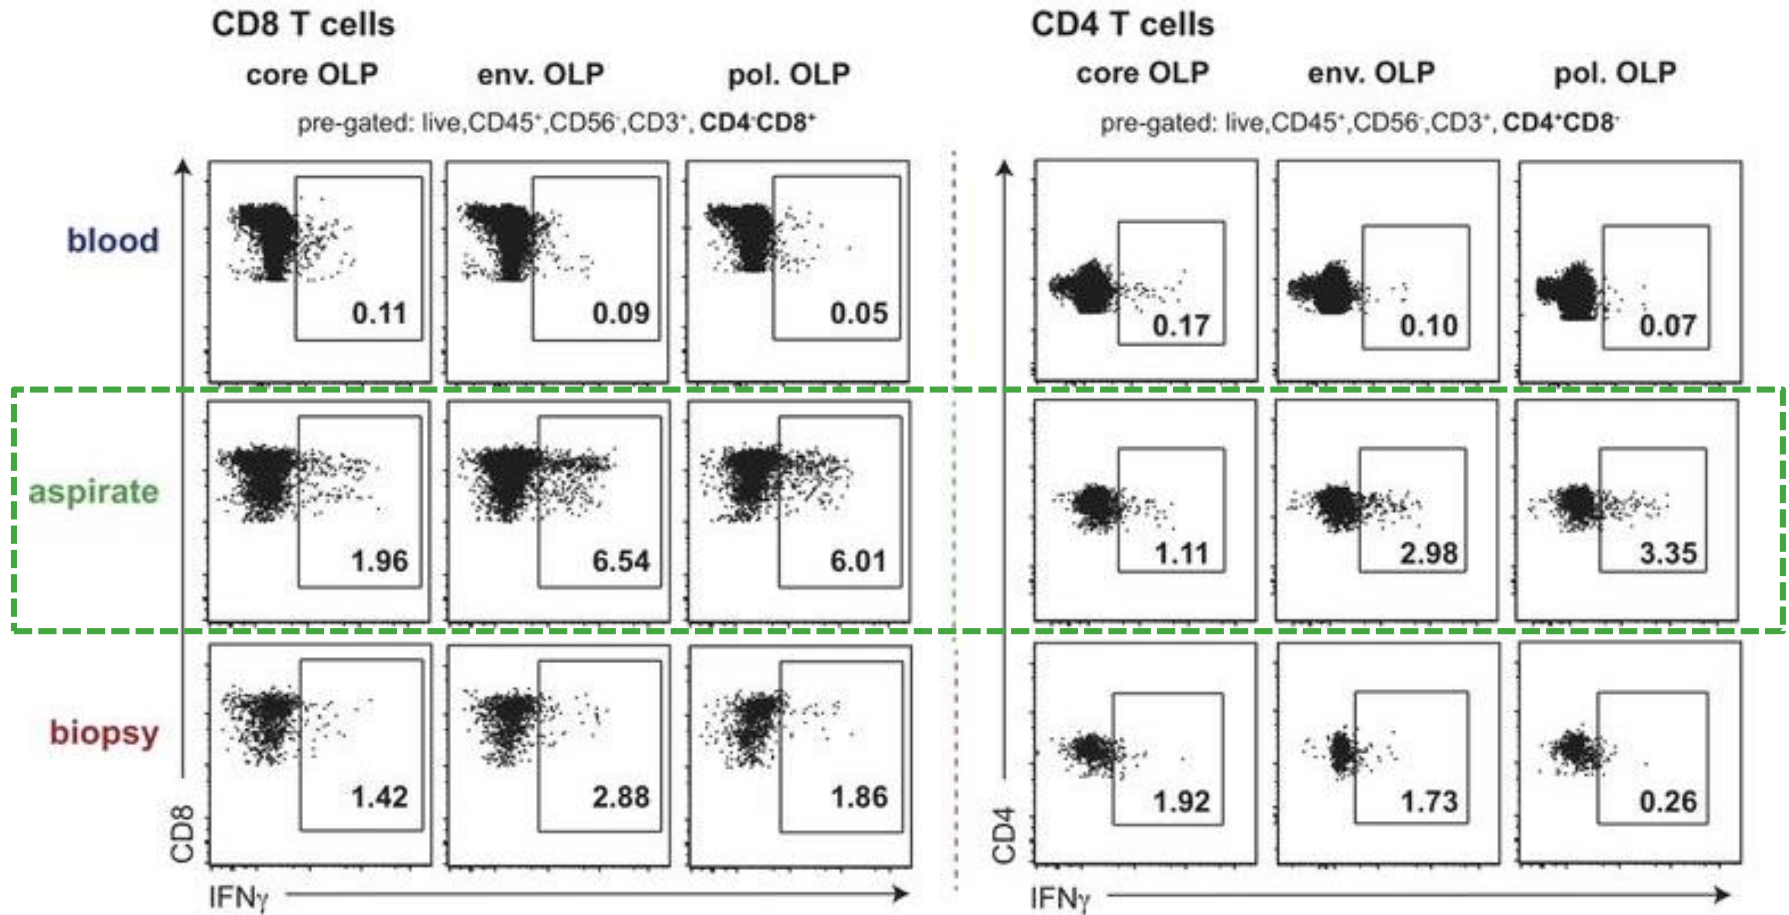 CD8 T cells
CD4 T cells
core OLP env. OLP pol. OLP
core OLP env. OLP pol. OLP
pre-gated: live,CD45⁺,CD56⁻,CD3⁺, CD4⁻CD8⁺
pre-gated: live,CD45⁺,CD56⁻,CD3⁺, CD4⁺CD8⁻
blood
0.11 0.09 0.05
0.17 0.10 0.07
aspirate
1.96 6.54 6.01
1.11 2.98 3.35
biopsy
1.42 2.88 1.86
1.92 1.73 0.26
CD8
CD4
IFNγ
IFNγ